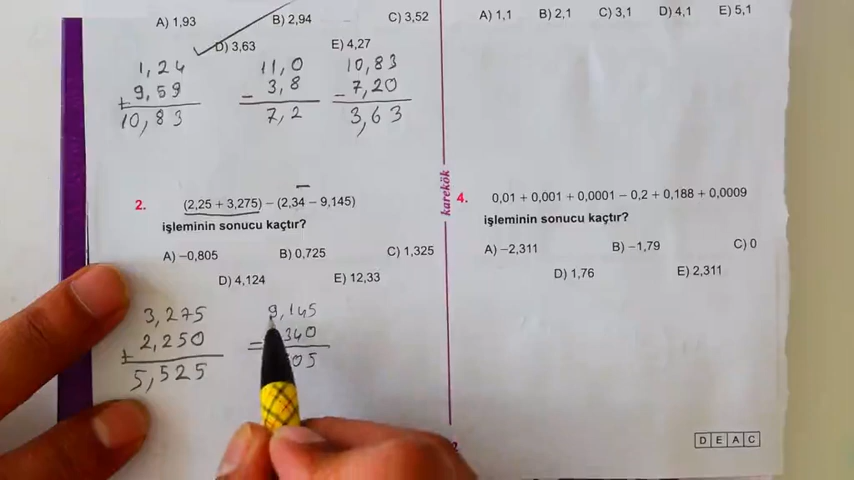 A) 1,93 B) 2,94 C) 3,52
D) 3,63 E) 4,27
1,24
+ 9,59
10,83
11,0
- 3,8
7,2
10,83
- 7,20
3,63
2. (2,25 + 3,275) – (2,34 – 9,145)
işleminin sonucu kaçtır?
A) –0,805 B) 0,725 C) 1,325
D) 4,124 E) 12,33
3,275
2,250
+
5,525
9,145
- 340
05
A) 1,1 B) 2,1 C) 3,1 D) 4,1 E) 5,1
karekök
4. 0,01 + 0,001 + 0,0001 – 0,2 + 0,188 + 0,0009
işleminin sonucu kaçtır?
A) –2,311 B) –1,79 C) 0
D) 1,76 E) 2,311
D E A C